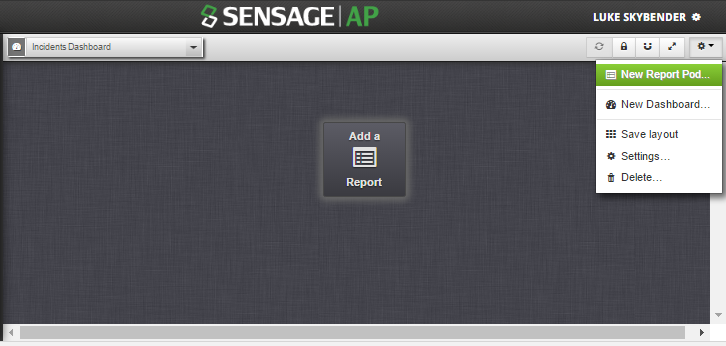 SENSAGE AP
LUKE SKYBENDER
Incidents Dashboard
New Report Pod...
New Dashboard...
Save layout
Settings...
Delete...
Add a
Report